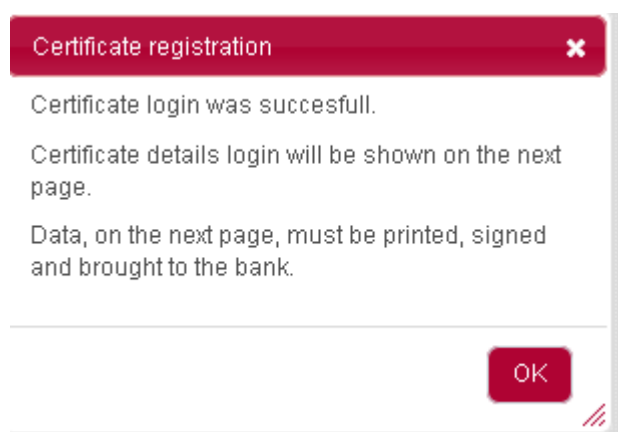 Certificate registration
Certificate login was succesfull.
Certificate details login will be shown on the next
page.
Data, on the next page, must be printed, signed
and brought to the bank.
OK